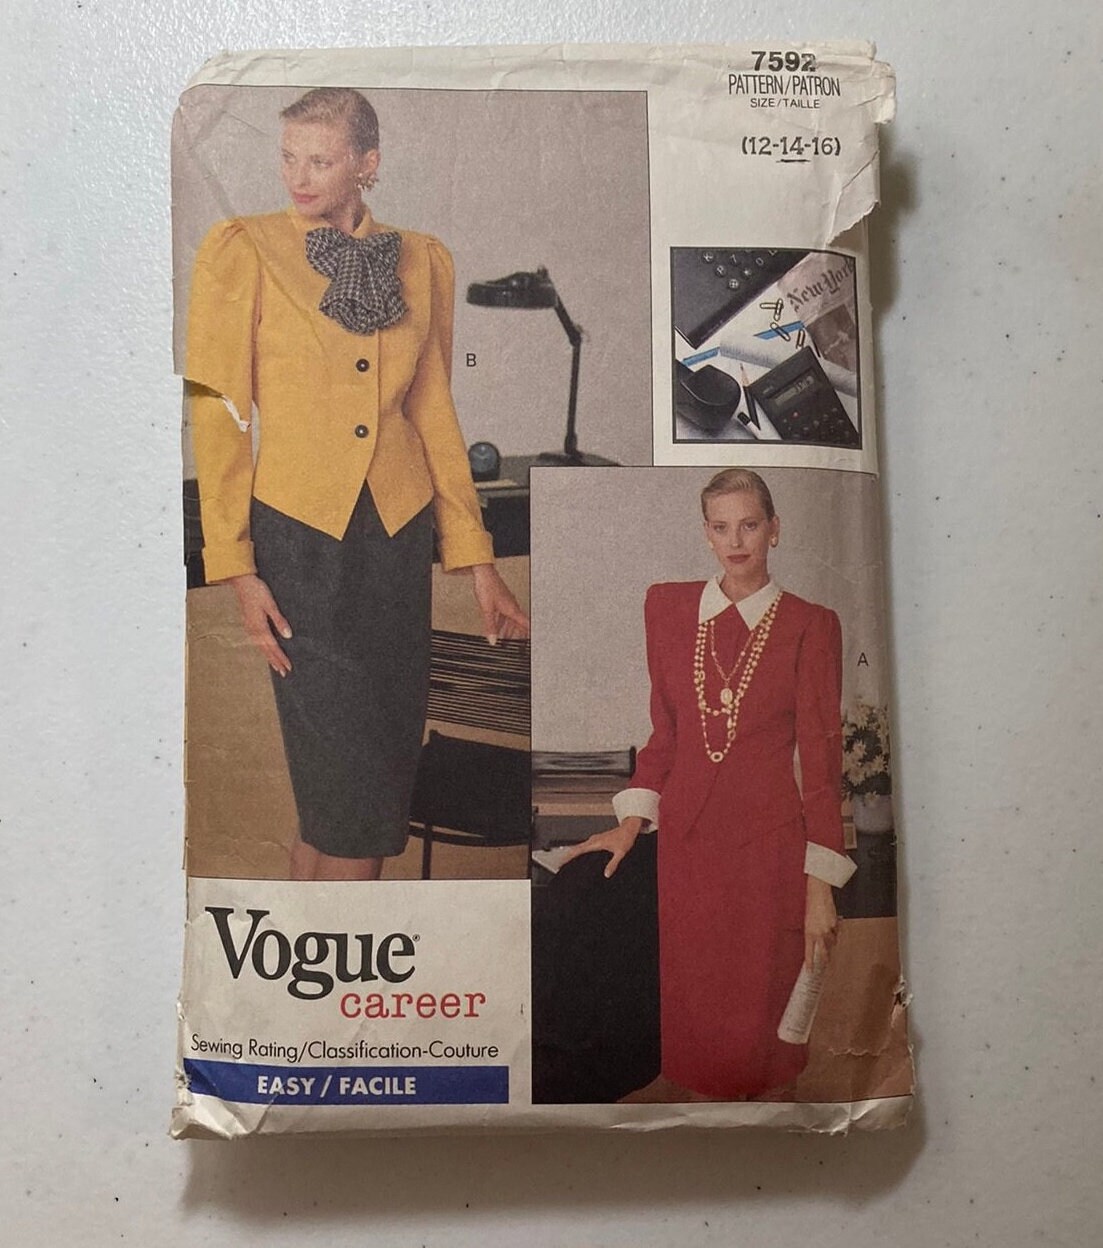 7592
PATTERN/PATRON
SIZE/TAILLE
(12-14-16)
New York
B
A
Vogue®
career
Sewing Rating/Classification-Couture
EASY / FACILE